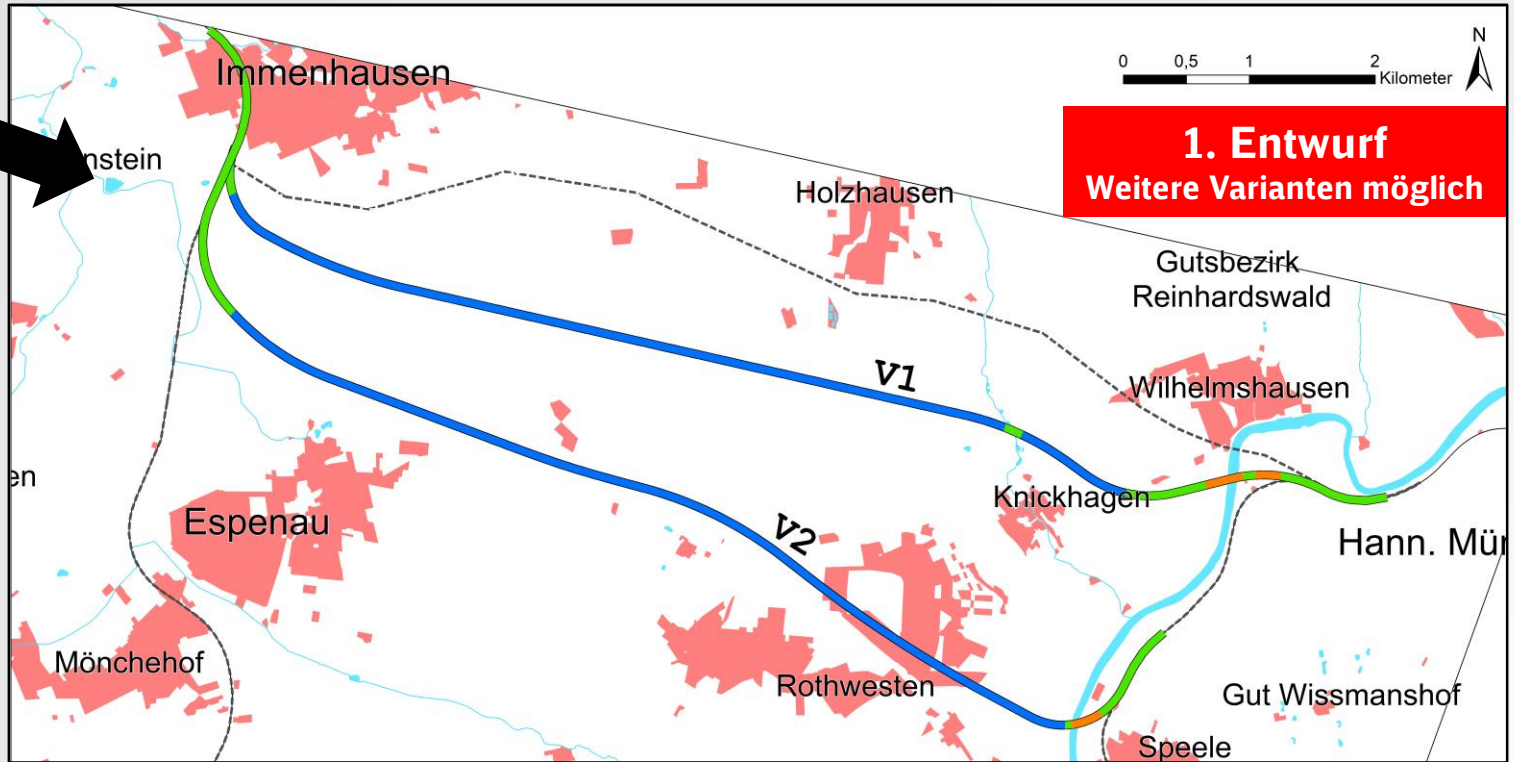 Immenhausen
N
0 0,5 1 2
Kilometer
1. Entwurf
Weitere Varianten möglich
nstein
Holzhausen
Gutsbezirk
Reinhardswald
V1
Wilhelmshausen
en
Knickhagen
Espenau
V2
Hann. Mün
Mönchehof
Rothwesten
Gut Wissmanshof
Speele